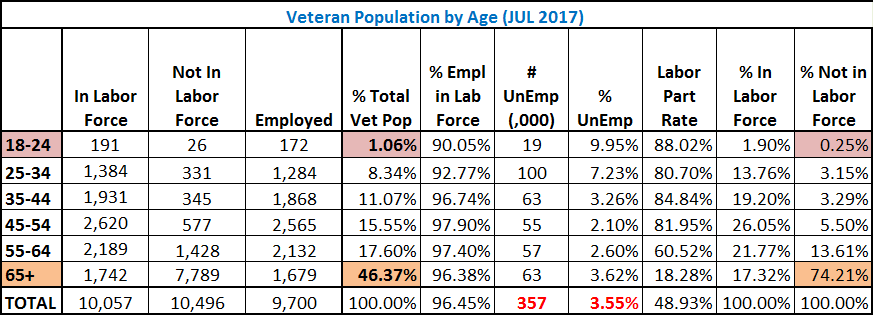 Veteran Population by Age (JUL 2017)
In Labor Force Not In Labor Force Employed % Total Vet Pop % Empl in Lab Force # UnEmp (,000) % UnEmp Labor Part Rate % In Labor Force % Not in Labor Force
18-24 191 26 172 1.06% 90.05% 19 9.95% 88.02% 1.90% 0.25%
25-34 1,384 331 1,284 8.34% 92.77% 100 7.23% 80.70% 13.76% 3.15%
35-44 1,931 345 1,868 11.07% 96.74% 63 3.26% 84.84% 19.20% 3.29%
45-54 2,620 577 2,565 15.55% 97.90% 55 2.10% 81.95% 26.05% 5.50%
55-64 2,189 1,428 2,132 17.60% 97.40% 57 2.60% 60.52% 21.77% 13.61%
65+ 1,742 7,789 1,679 46.37% 96.38% 63 3.62% 18.28% 17.32% 74.21%
TOTAL 10,057 10,496 9,700 100.00% 96.45% 357 3.55% 48.93% 100.00% 100.00%